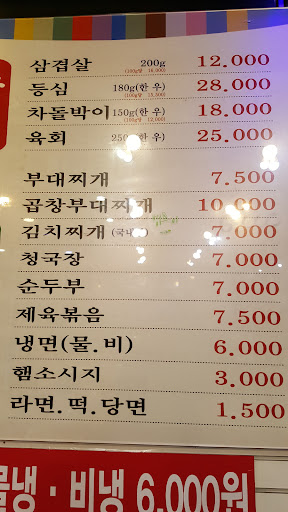 삼겹살 200g 12.000
등심 180g(한 우) 28.000
차돌박이 150g(한 우) 18.000
육회 250g(한 우) 25.000
부대찌개 7.500
곱창부대찌개 10.000
김치찌개 7.000
청국장 7.000
순두부 7.000
제육볶음 7.500
냉면(물.비) 6.000
햄소시지 3.000
라면.떡.당면 1.500
물냉·비냉 6.000원